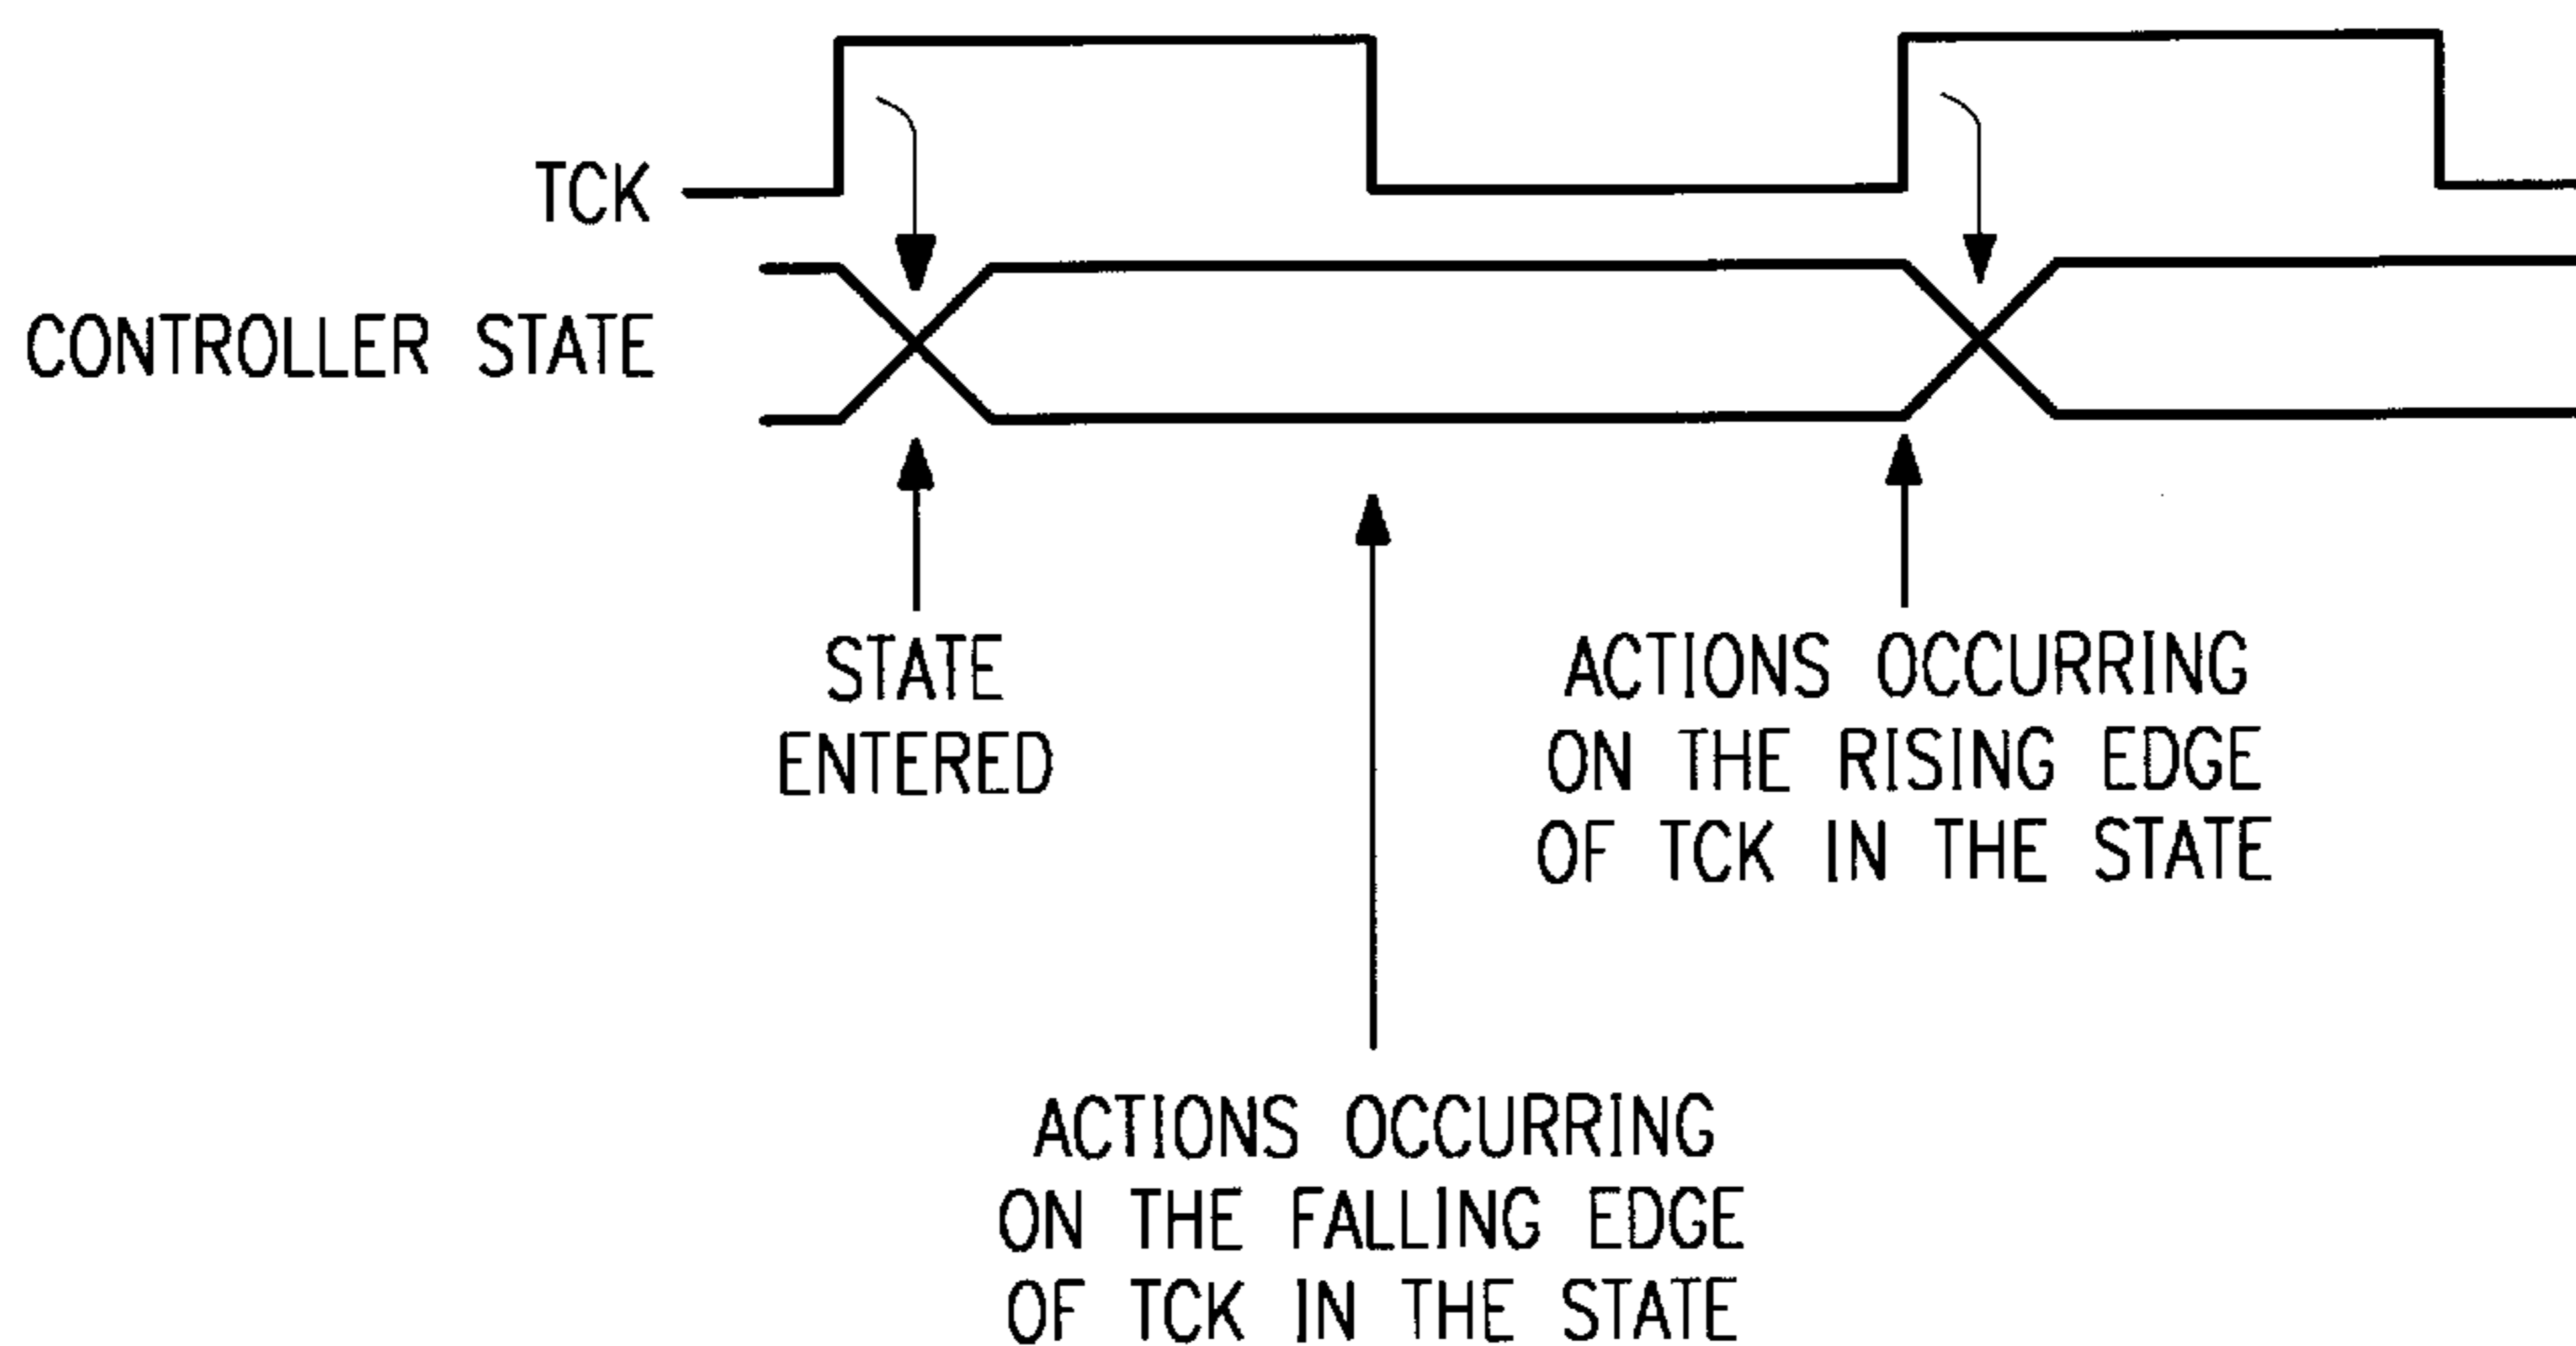 TCK
CONTROLLER STATE
STATE
ENTERED
ACTIONS OCCURRING
ON THE RISING EDGE
OF TCK IN THE STATE
ACTIONS OCCURRING
ON THE FALLING EDGE
OF TCK IN THE STATE